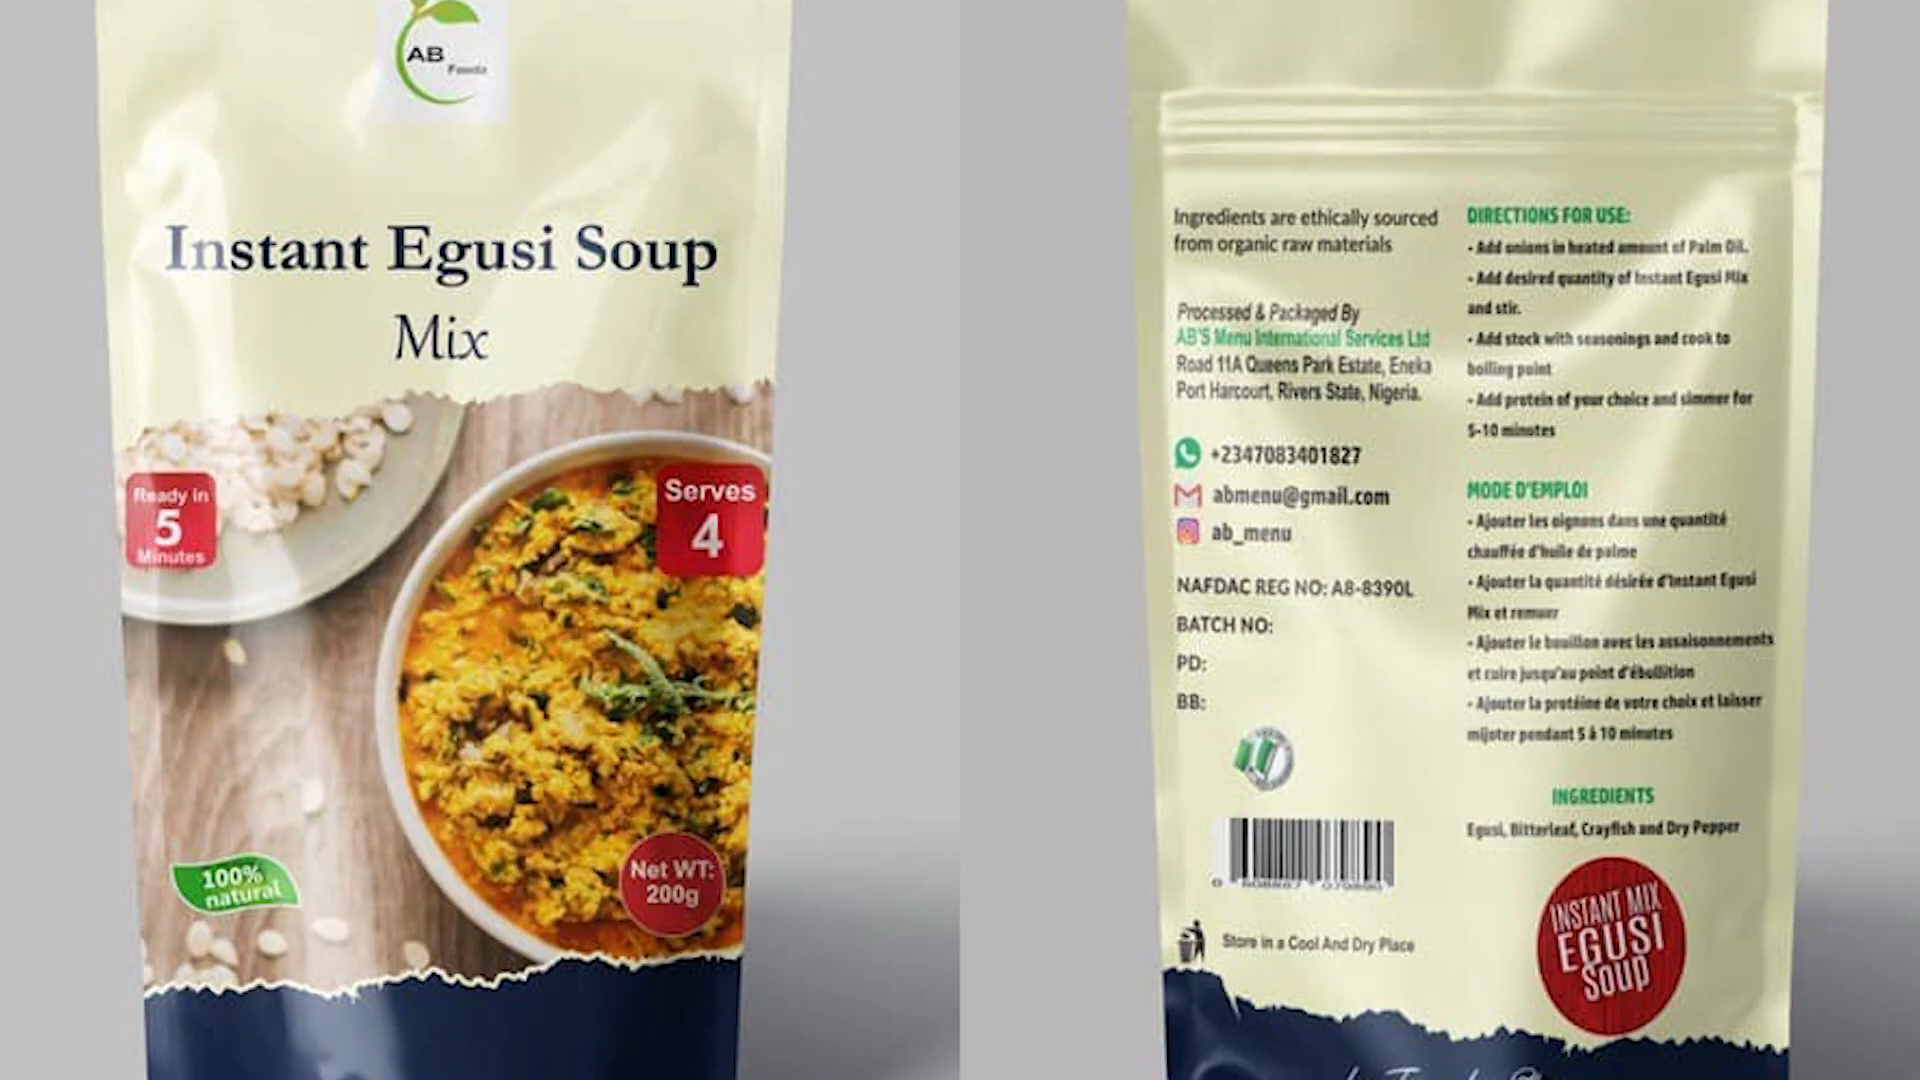 AB
Foods
Instant Egusi Soup
Mix
Ready in
5
Minutes
Serves
4
100%
natural
Net WT:
200g
Ingredients are ethically sourced
from organic raw materials
Processed & Packaged By
AB'S Menu International Services Ltd
Road 11A Queens Park Estate, Eneka
Port Harcourt, Rivers State, Nigeria.
+2347083401827
abmenu@gmail.com
ab_menu
NAFDAC REG NO: A8-8390L
BATCH NO:
PD:
BB:
Store in a Cool And Dry Place
DIRECTIONS FOR USE:
- Add onions in heated amount of Palm Oil.
- Add desired quantity of Instant Egusi Mix
and stir.
- Add stock with seasonings and cook to
boiling point
- Add protein of your choice and simmer for
5-10 minutes
MODE D'EMPLOI
- Ajouter les oignons dans une quantité
chauffée d'huile de palme
- Ajouter la quantité désirée d'Instant Egusi
Mix et remuer
- Ajouter le bouillon avec les assaisonnements
et cuire jusqu'au point d'ébullition
- Ajouter la protéine de votre choix et laisser
mijoter pendant 5 à 10 minutes
INGREDIENTS
Egusi, Bitterleaf, Crayfish and Dry Pepper
INSTANT MIX
EGUSI
Soup